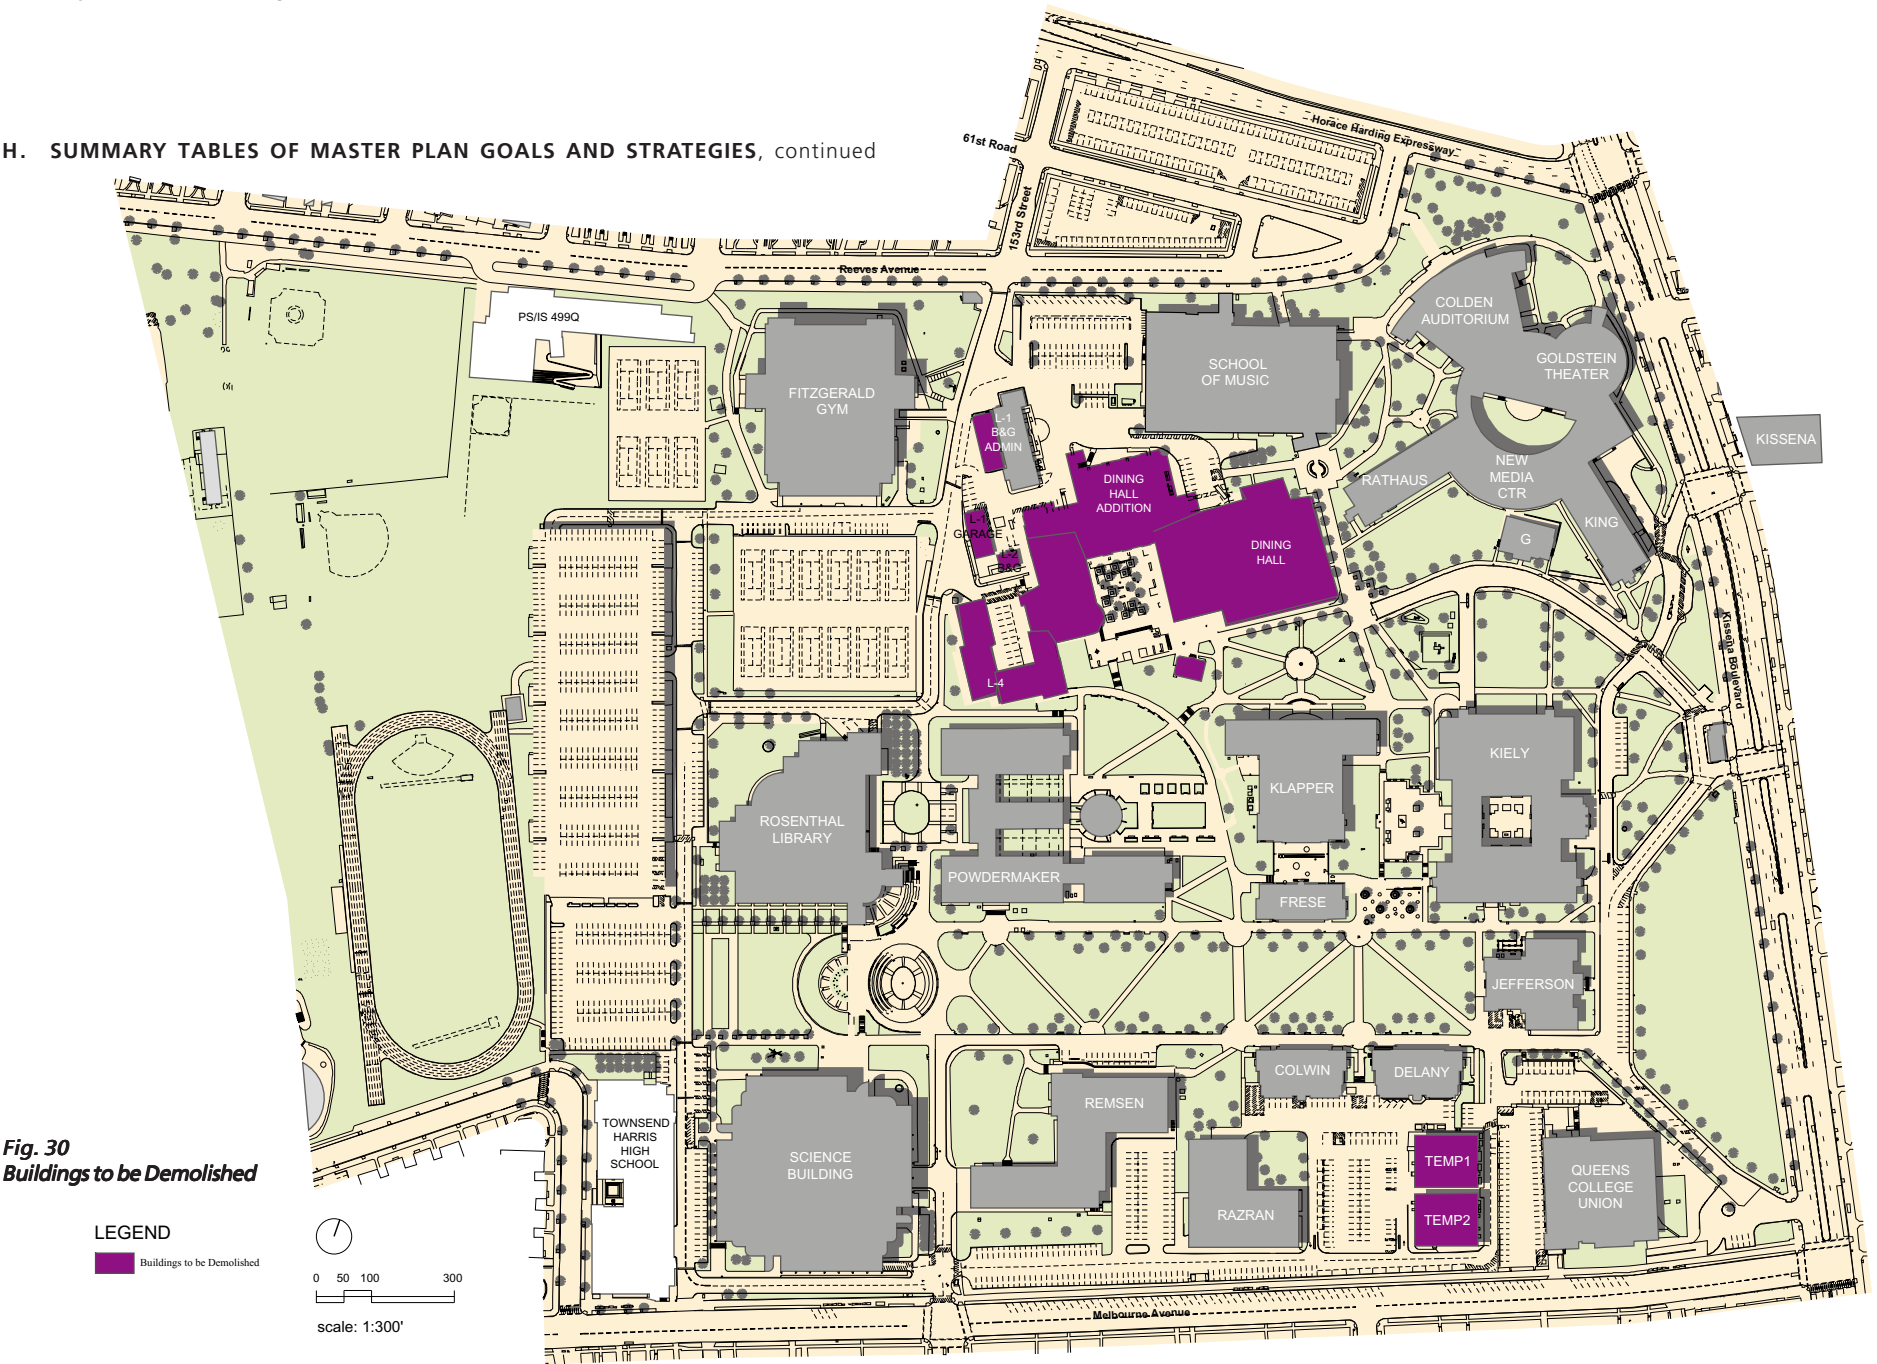 H. SUMMARY TABLES OF MASTER PLAN GOALS AND STRATEGIES, continued
Horace Harding Expressway
61st Road
153rd Street
Reeves Avenue
PS/IS 499Q
COLDEN
AUDITORIUM
GOLDSTEIN
THEATER
SCHOOL
OF MUSIC
FITZGERALD
GYM
L-1
B&G
ADMIN
KISSENA
RATHAUS
NEW
MEDIA
CTR
KING
G
DINING
HALL
ADDITION
L-1
GARAGE
L-2
B&G
DINING
HALL
L-4
Kissena Boulevard
KIELY
KLAPPER
ROSENTHAL
LIBRARY
POWDERMAKER
FRESE
JEFFERSON
COLWIN
DELANY
REMSEN
TOWNSEND
HARRIS
HIGH
SCHOOL
SCIENCE
BUILDING
RAZRAN
TEMP1
TEMP2
QUEENS
COLLEGE
UNION
Melbourne Avenue
Fig. 30
Buildings to be Demolished
LEGEND
Buildings to be Demolished
0 50 100 300
scale: 1:300'